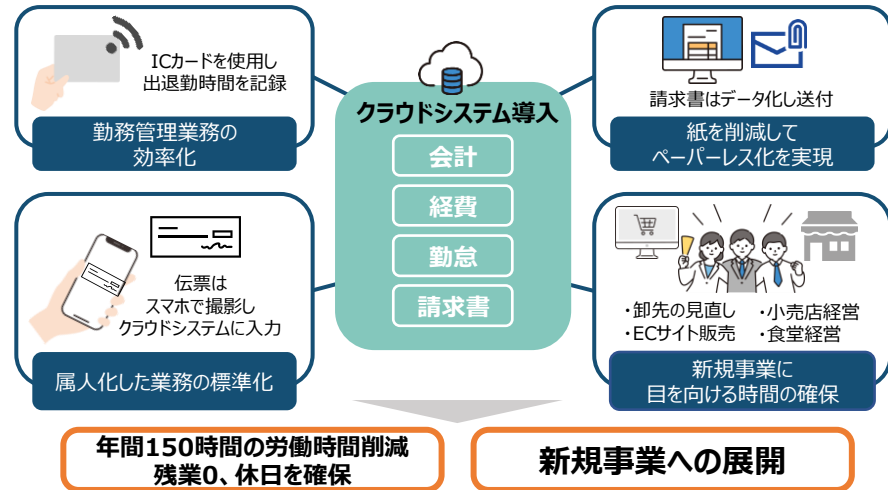 ICカードを使用し
出退勤時間を記録
勤務管理業務の
効率化
伝票は
スマホで撮影し
クラウドシステムに入力
属人化した業務の標準化
クラウドシステム導入
会計
経費
勤怠
請求書
請求書はデータ化し送付
紙を削減して
ペーパーレス化を実現
・卸先の見直し ・小売店経営
・ECサイト販売 ・食堂経営
新規事業に
目を向ける時間の確保
年間150時間の労働時間削減
残業0、休日を確保
新規事業への展開